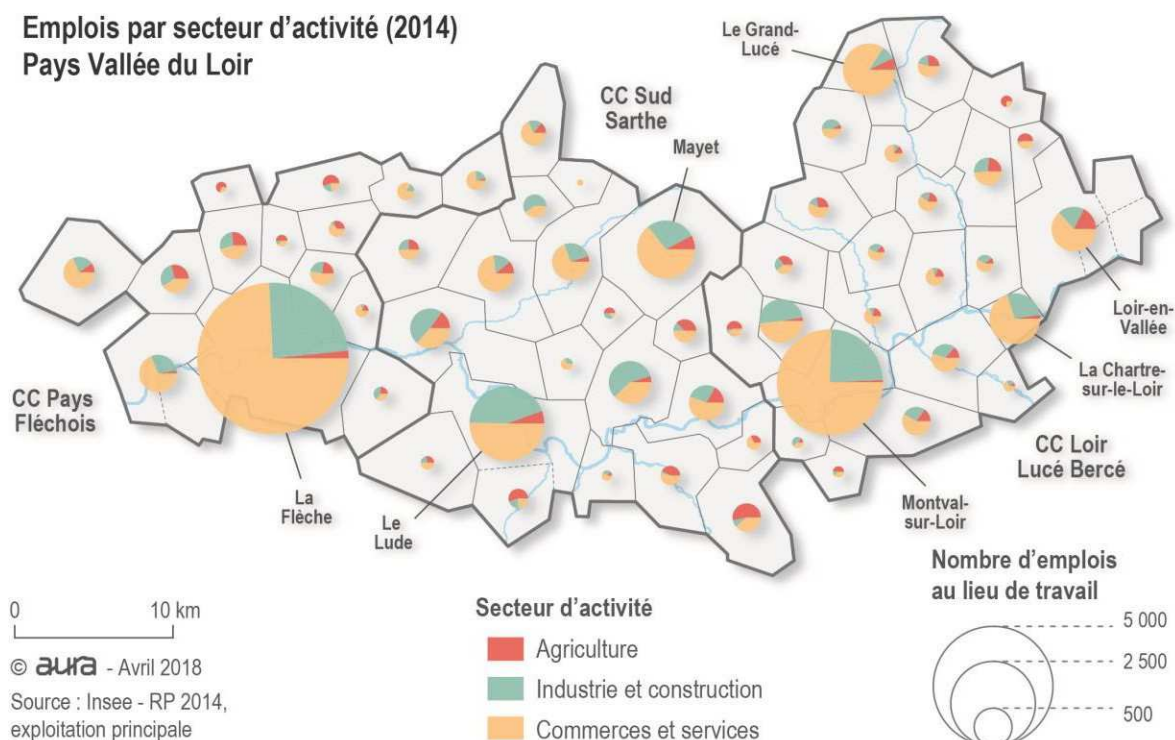 Emplois par secteur d'activité (2014)
Pays Vallée du Loir
Le Grand-
Lucé
CC Sud
Sarthe
Mayet
Loir-en-
Vallée
La Chartre-
sur-le-Loir
CC Pays
Fléchois
CC Loir
Lucé Bercé
La
Flèche
Le
Lude
Montval-
sur-Loir
0 10 km
© aura - Avril 2018
Source : Insee - RP 2014,
exploitation principale
Secteur d'activité
Agriculture
Industrie et construction
Commerces et services
Nombre d'emplois
au lieu de travail
5 000
2 500
500